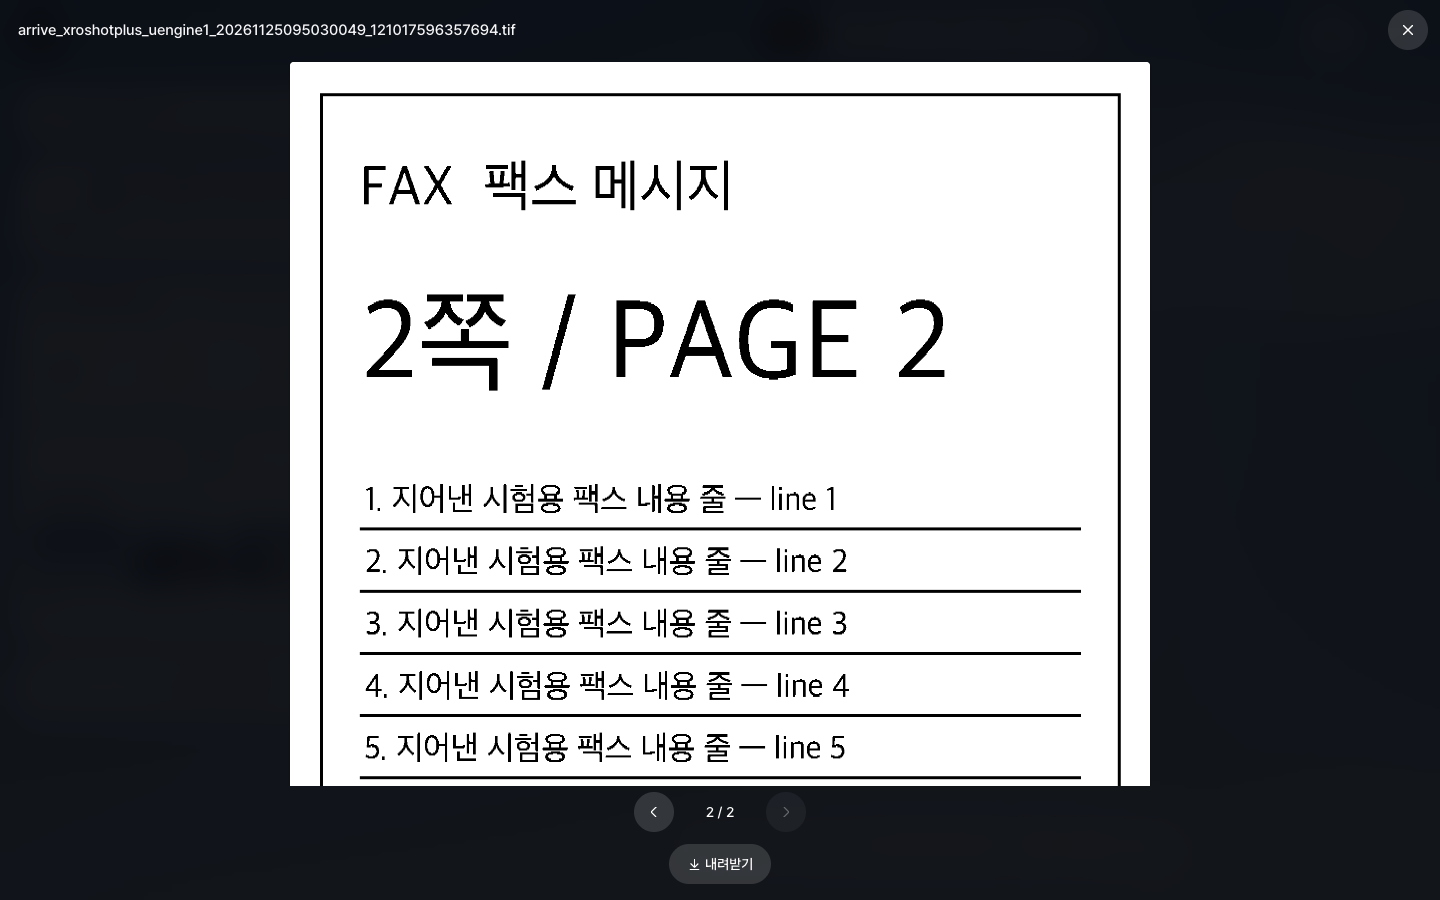 arrive_xroshotplus_uengine1_20261125095030049_121017596357694.tif
FAX 팩스 메시지
2쪽 / PAGE 2
1. 지어낸 시험용 팩스 내용 줄 — line 1
2. 지어낸 시험용 팩스 내용 줄 — line 2
3. 지어낸 시험용 팩스 내용 줄 — line 3
4. 지어낸 시험용 팩스 내용 줄 — line 4
5. 지어낸 시험용 팩스 내용 줄 — line 5
2 / 2
내려받기